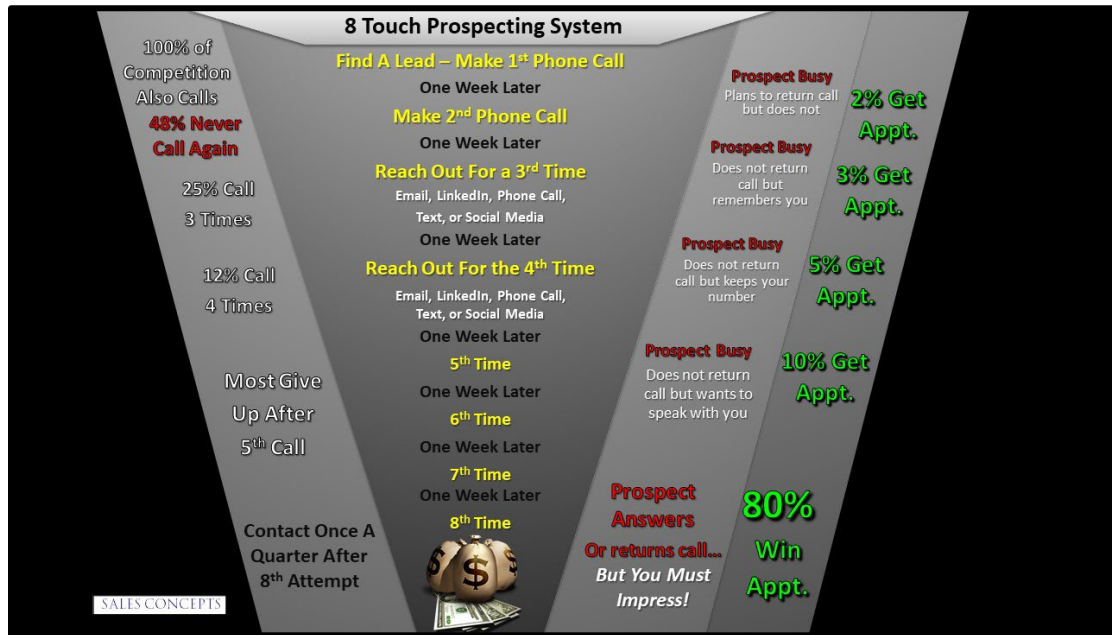 8 Touch Prospecting System
100% of
Competition
Also Calls
48% Never
Call Again
25% Call
3 Times
12% Call
4 Times
Most Give
Up After
5th Call
Contact Once A
Quarter After
8th Attempt
Find A Lead – Make 1st Phone Call
One Week Later
Make 2nd Phone Call
One Week Later
Reach Out For a 3rd Time
Email, LinkedIn, Phone Call,
Text, or Social Media
One Week Later
Reach Out For the 4th Time
Email, LinkedIn, Phone Call,
Text, or Social Media
One Week Later
5th Time
One Week Later
6th Time
One Week Later
7th Time
One Week Later
8th Time
$
$
$
Prospect Busy
Plans to return call
but does not
Prospect Busy
Does not return
call but
remembers you
Prospect Busy
Does not return
call but keeps your
number
Prospect Busy
Does not return
call but wants to
speak with you
Prospect
Answers
Or returns call…
But You Must
Impress!
2% Get
Appt.
3% Get
Appt.
5% Get
Appt.
10% Get
Appt.
80%
Win
Appt.
SALES CONCEPTS